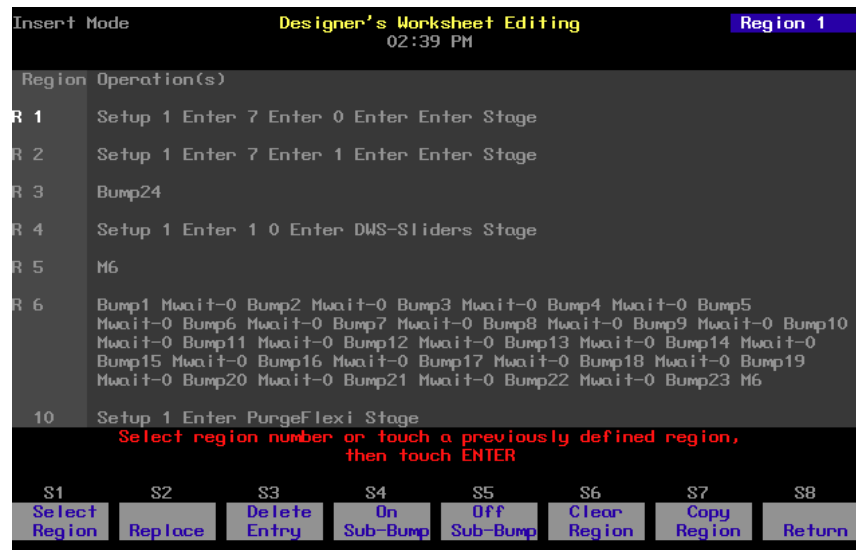 Insert Mode Designer's Worksheet Editing Region 1
02:39 PM
Region Operation(s)
R 1 Setup 1 Enter 7 Enter 0 Enter Enter Stage
R 2 Setup 1 Enter 7 Enter 1 Enter Enter Stage
R 3 Bump24
R 4 Setup 1 Enter 1 0 Enter DWS-Sliders Stage
R 5 M6
R 6 Bump1 Mwait-0 Bump2 Mwait-0 Bump3 Mwait-0 Bump4 Mwait-0 Bump5
Mwait-0 Bump6 Mwait-0 Bump7 Mwait-0 Bump8 Mwait-0 Bump9 Mwait-0 Bump10
Mwait-0 Bump11 Mwait-0 Bump12 Mwait-0 Bump13 Mwait-0 Bump14 Mwait-0
Bump15 Mwait-0 Bump16 Mwait-0 Bump17 Mwait-0 Bump18 Mwait-0 Bump19
Mwait-0 Bump20 Mwait-0 Bump21 Mwait-0 Bump22 Mwait-0 Bump23 M6
10 Setup 1 Enter PurgeFlexi Stage
Select region number or touch a previously defined region,
then touch ENTER
S1 S2 S3 S4 S5 S6 S7 S8
Select Delete On Off Clear Copy
Region Replace Entry Sub-Bump Sub-Bump Region Region Return